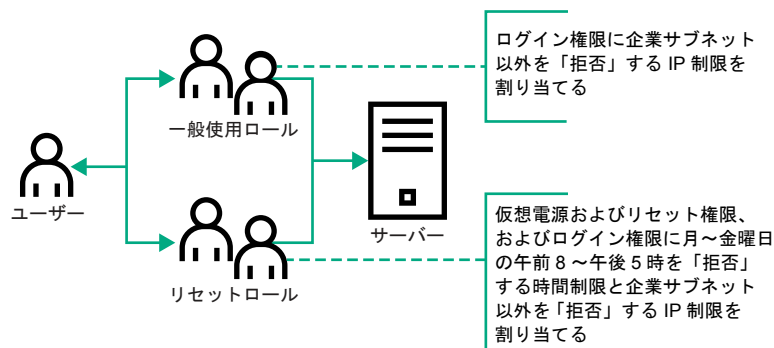 ログイン権限に企業サブネット
以外を「拒否」する IP 制限を
割り当てる
一般使用ロール
ユーザー
サーバー
リセットロール
仮想電源およびリセット権限、
およびログイン権限に月～金曜日
の午前 8 ～午後 5 時を「拒否」
する時間制限と企業サブネット
以外を「拒否」する IP 制限を
割り当てる